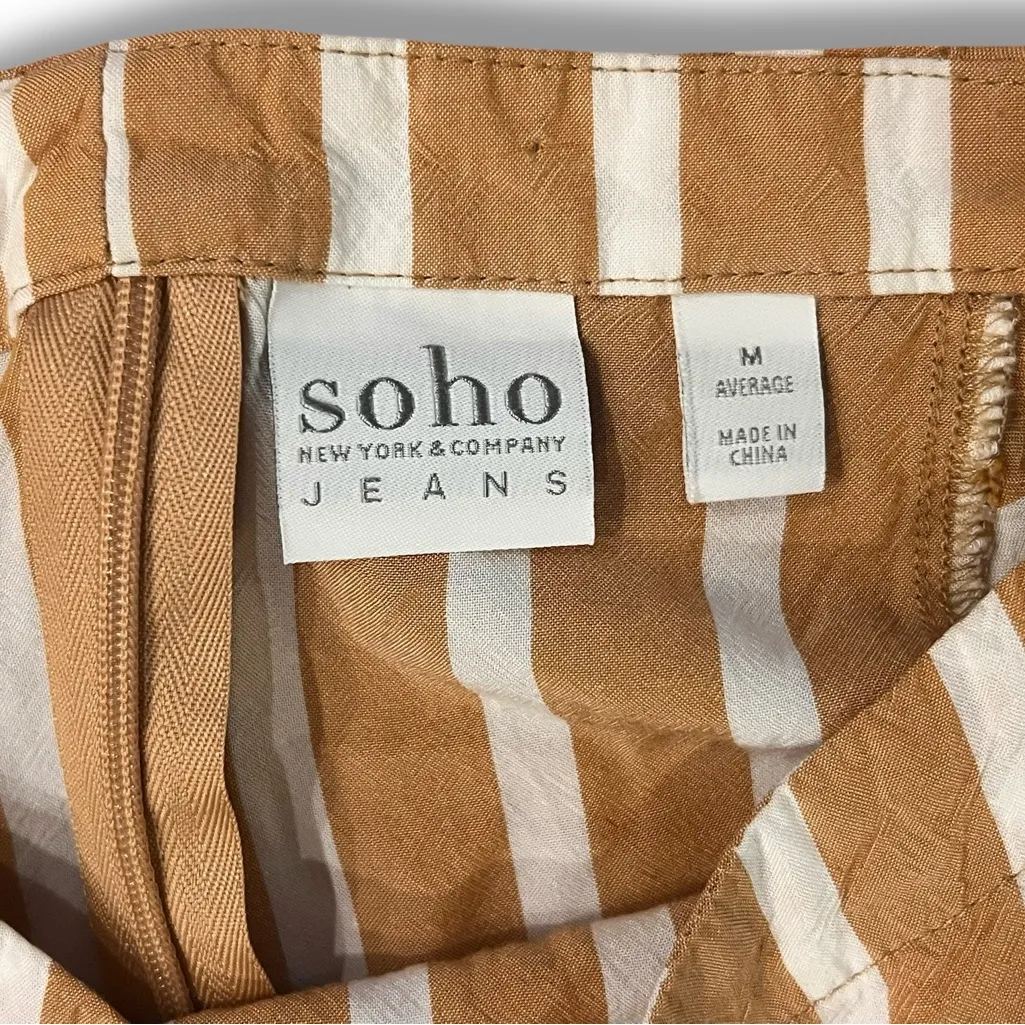 soho
NEW YORK & COMPANY
JEANS
M
AVERAGE
MADE IN
CHINA